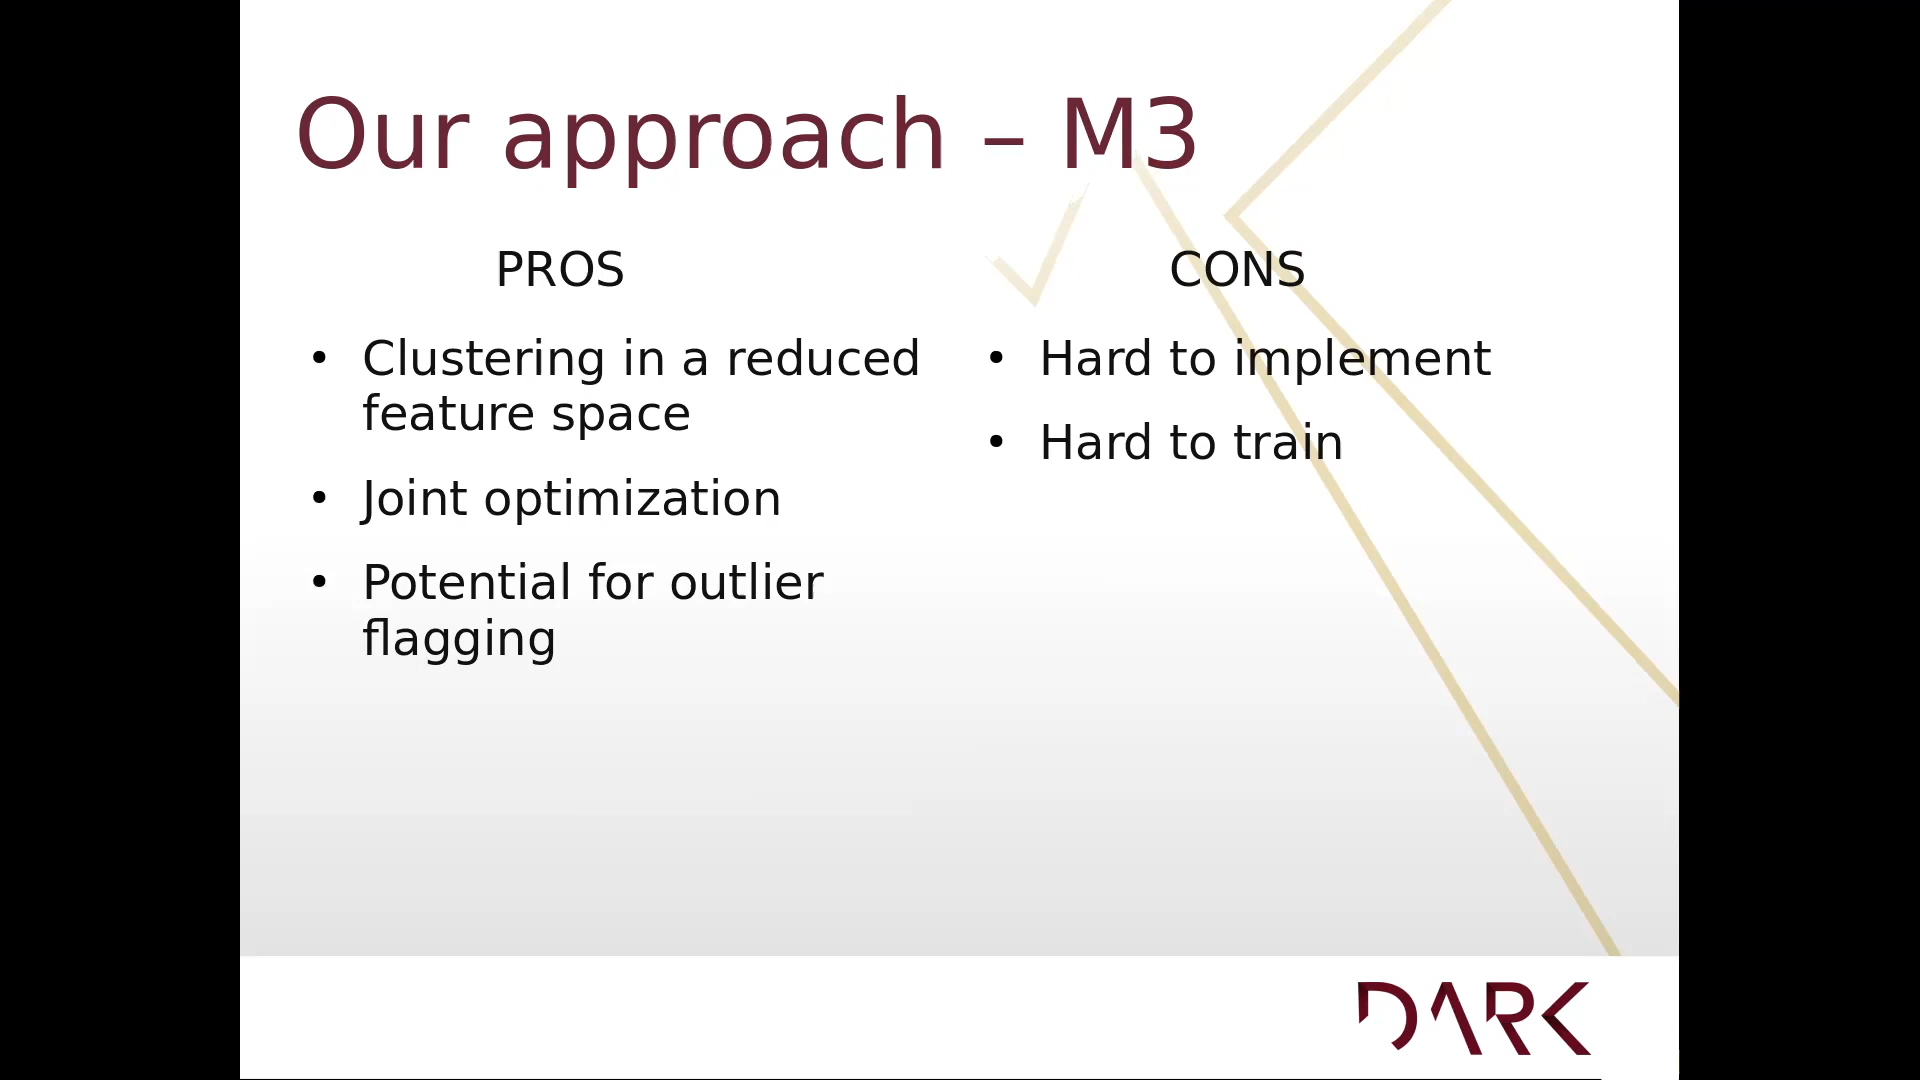 Our approach – M3
PROS
• Clustering in a reduced
feature space
• Joint optimization
• Potential for outlier
flagging
CONS
• Hard to implement
• Hard to train
DARK